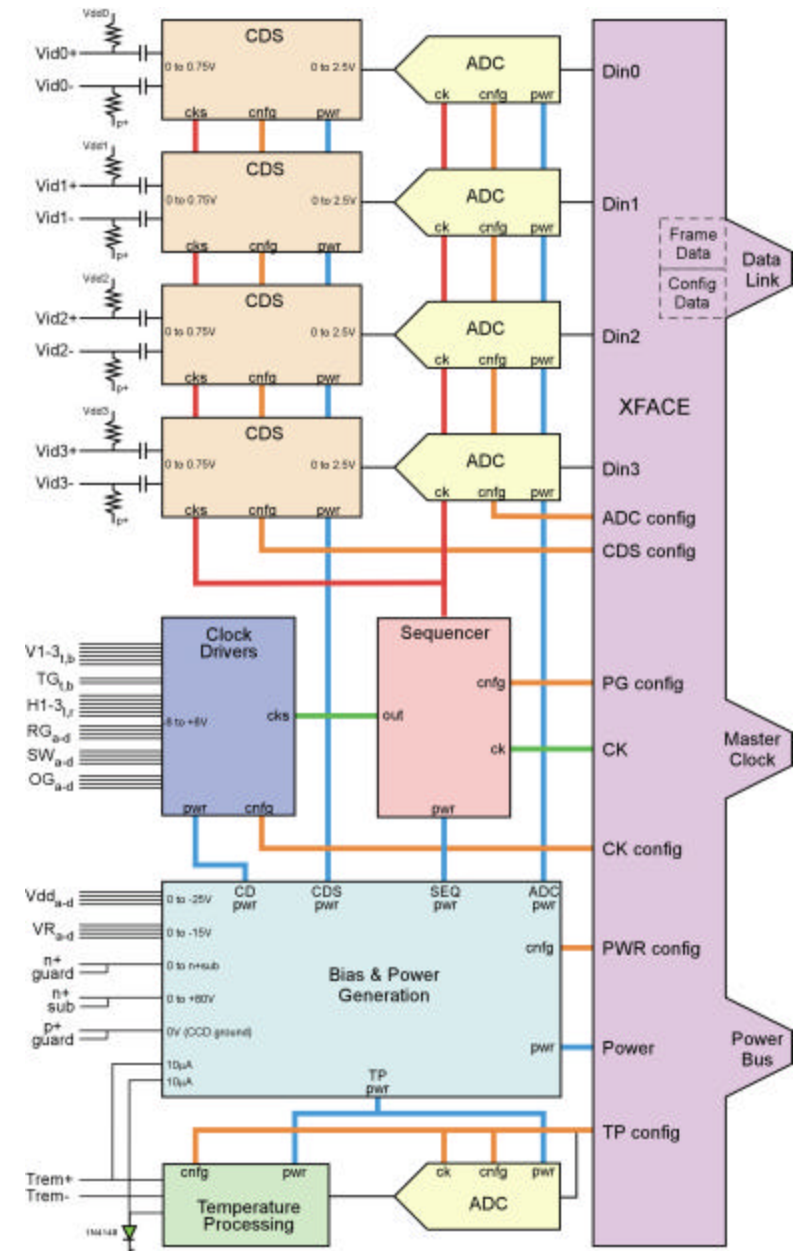 Vdd0
CDS
Vid0+
0 to 0.75V
0 to 2.5V
ADC
Din0
Vid0-
cks
cnfg
pwr
ck
cnfg
pwr
p+
Vdd1
CDS
Vid1+
0 to 0.75V
0 to 2.5V
ADC
Din1
Vid1-
cks
cnfg
pwr
ck
cnfg
pwr
p+
Frame
Data
Config
Data
Data
Link
Vdd2
CDS
Vid2+
0 to 0.75V
0 to 2.5V
ADC
Din2
Vid2-
cks
cnfg
pwr
ck
cnfg
pwr
p+
XFACE
Vdd3
CDS
Vid3+
0 to 0.75V
0 to 2.5V
ADC
Din3
Vid3-
cks
cnfg
pwr
ck
cnfg
pwr
p+
ADC config
CDS config
Clock
Drivers
Sequencer
V1-3f,b
TGf,b
H1-3l,r
RGa-d
SWa-d
OGa-d
-8 to +8V
cks
out
cnfg
PG config
ck
CK
Master
Clock
pwr
cnfg
pwr
CK config
Vdda-d
0 to -25V
CD
pwr
CDS
pwr
SEQ
pwr
ADC
pwr
VRa-d
0 to -15V
cnfg
PWR config
n+
guard
0 to n+sub
Bias & Power
Generation
n+
sub
0 to +80V
p+
guard
0V (CCD ground)
pwr
Power
Power
Bus
10µA
10µA
TP
pwr
TP config
cnfg
pwr
ck
cnfg
pwr
Trem+
Trem-
Temperature
Processing
ADC
1N4148